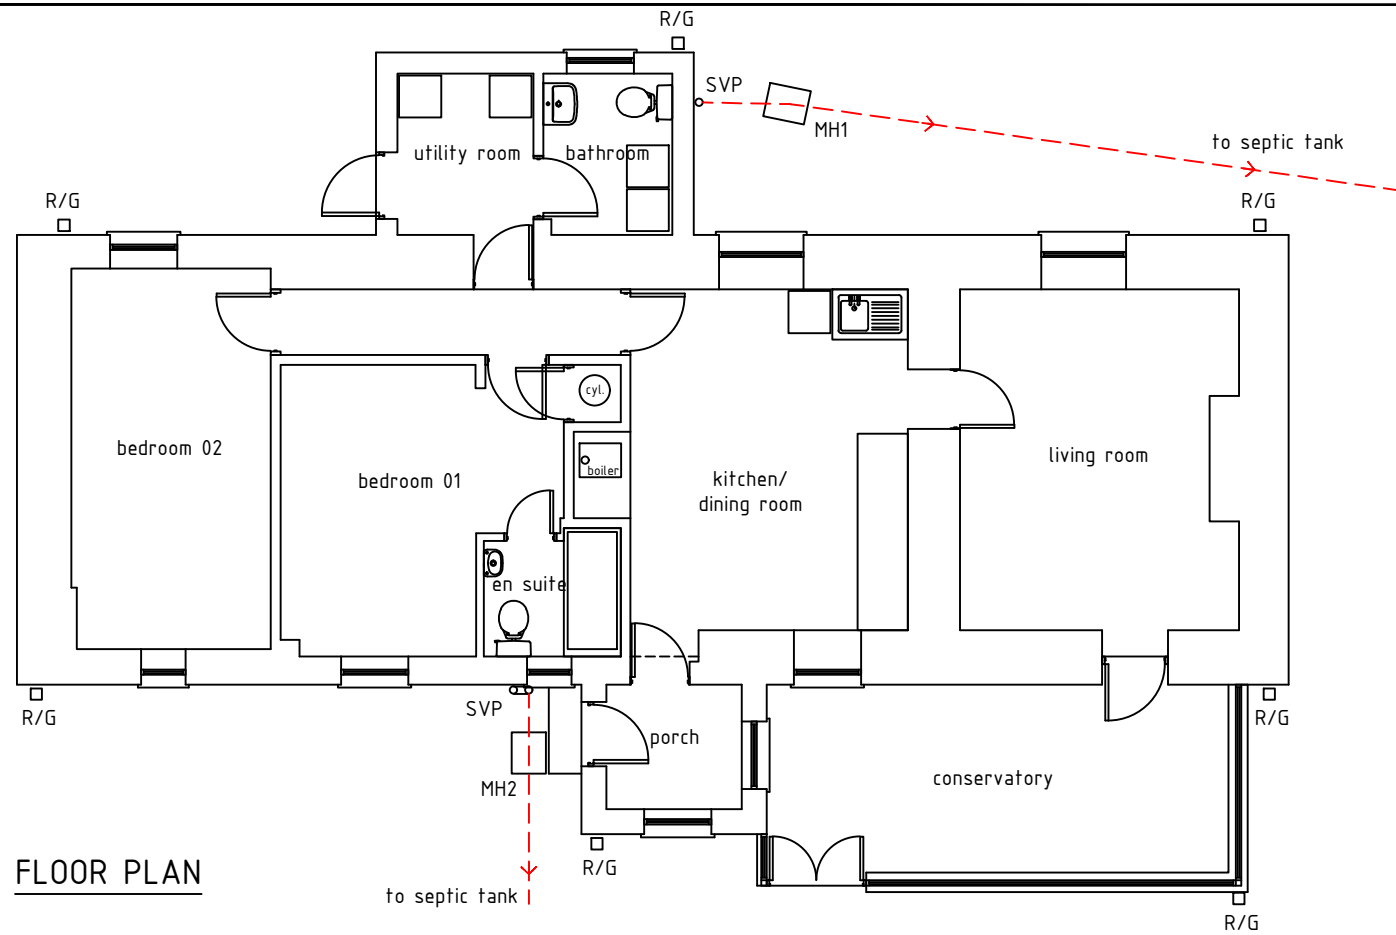 R/G
SVP
MH1
to septic tank
utility room
bathroom
R/G
R/G
cyl.
bedroom 02
bedroom 01
boiler
kitchen/
dining room
living room
en suite
R/G
SVP
R/G
porch
MH2
conservatory
R/G
FLOOR PLAN
to septic tank
R/G